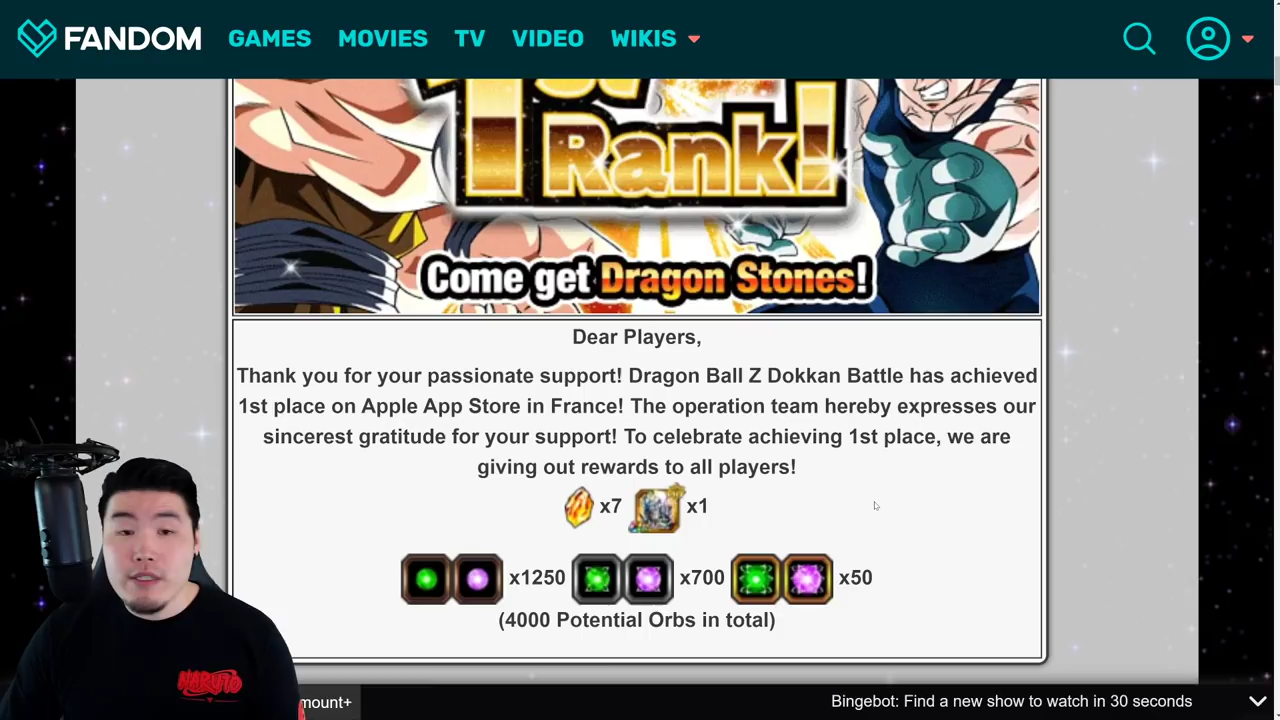 FANDOM GAMES MOVIES TV VIDEO WIKIS
1st
Rank!
Come get Dragon Stones!
Dear Players,
Thank you for your passionate support! Dragon Ball Z Dokkan Battle has achieved
1st place on Apple App Store in France! The operation team hereby expresses our
sincerest gratitude for your support! To celebrate achieving 1st place, we are
giving out rewards to all players!
x7 x1
x1250 x700 x50
(4000 Potential Orbs in total)
NARUTO
mount+
Bingebot: Find a new show to watch in 30 seconds